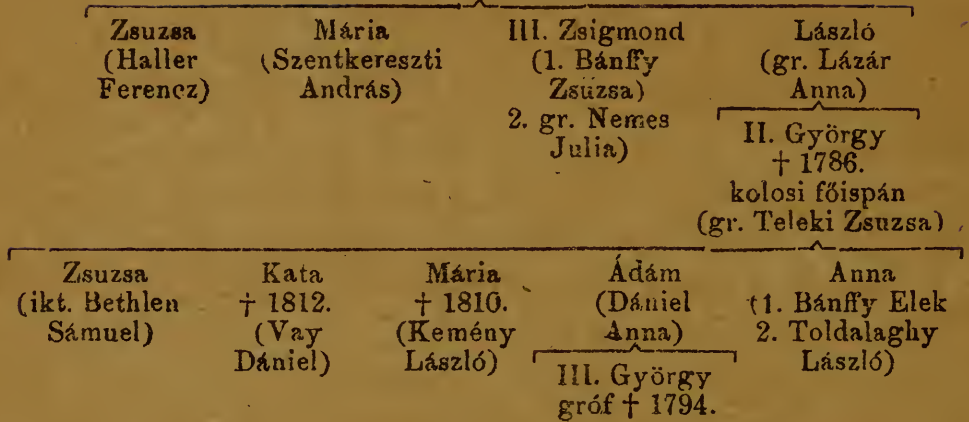 Zsuzsa
(Haller
Ferencz)
Mária
(Szentkereszti
András)
III. Zsigmond
(1. Bánffy
Zsuzsa)
2. gr. Nemes
Julia)
László
(gr. Lázár
Anna)
II. György
† 1786.
kolosi főispán
(gr. Teleki Zsuzsa)
Zsuzsa
(ikt. Bethlen
Sámuel)
Kata
† 1812.
(Vay
Dániel)
Mária
† 1810.
(Kemény
László)
Ádám
(Dániel
Anna)
III. György
gróf † 1794.
Anna
(1. Bánffy Elek
2. Toldalaghy
László)